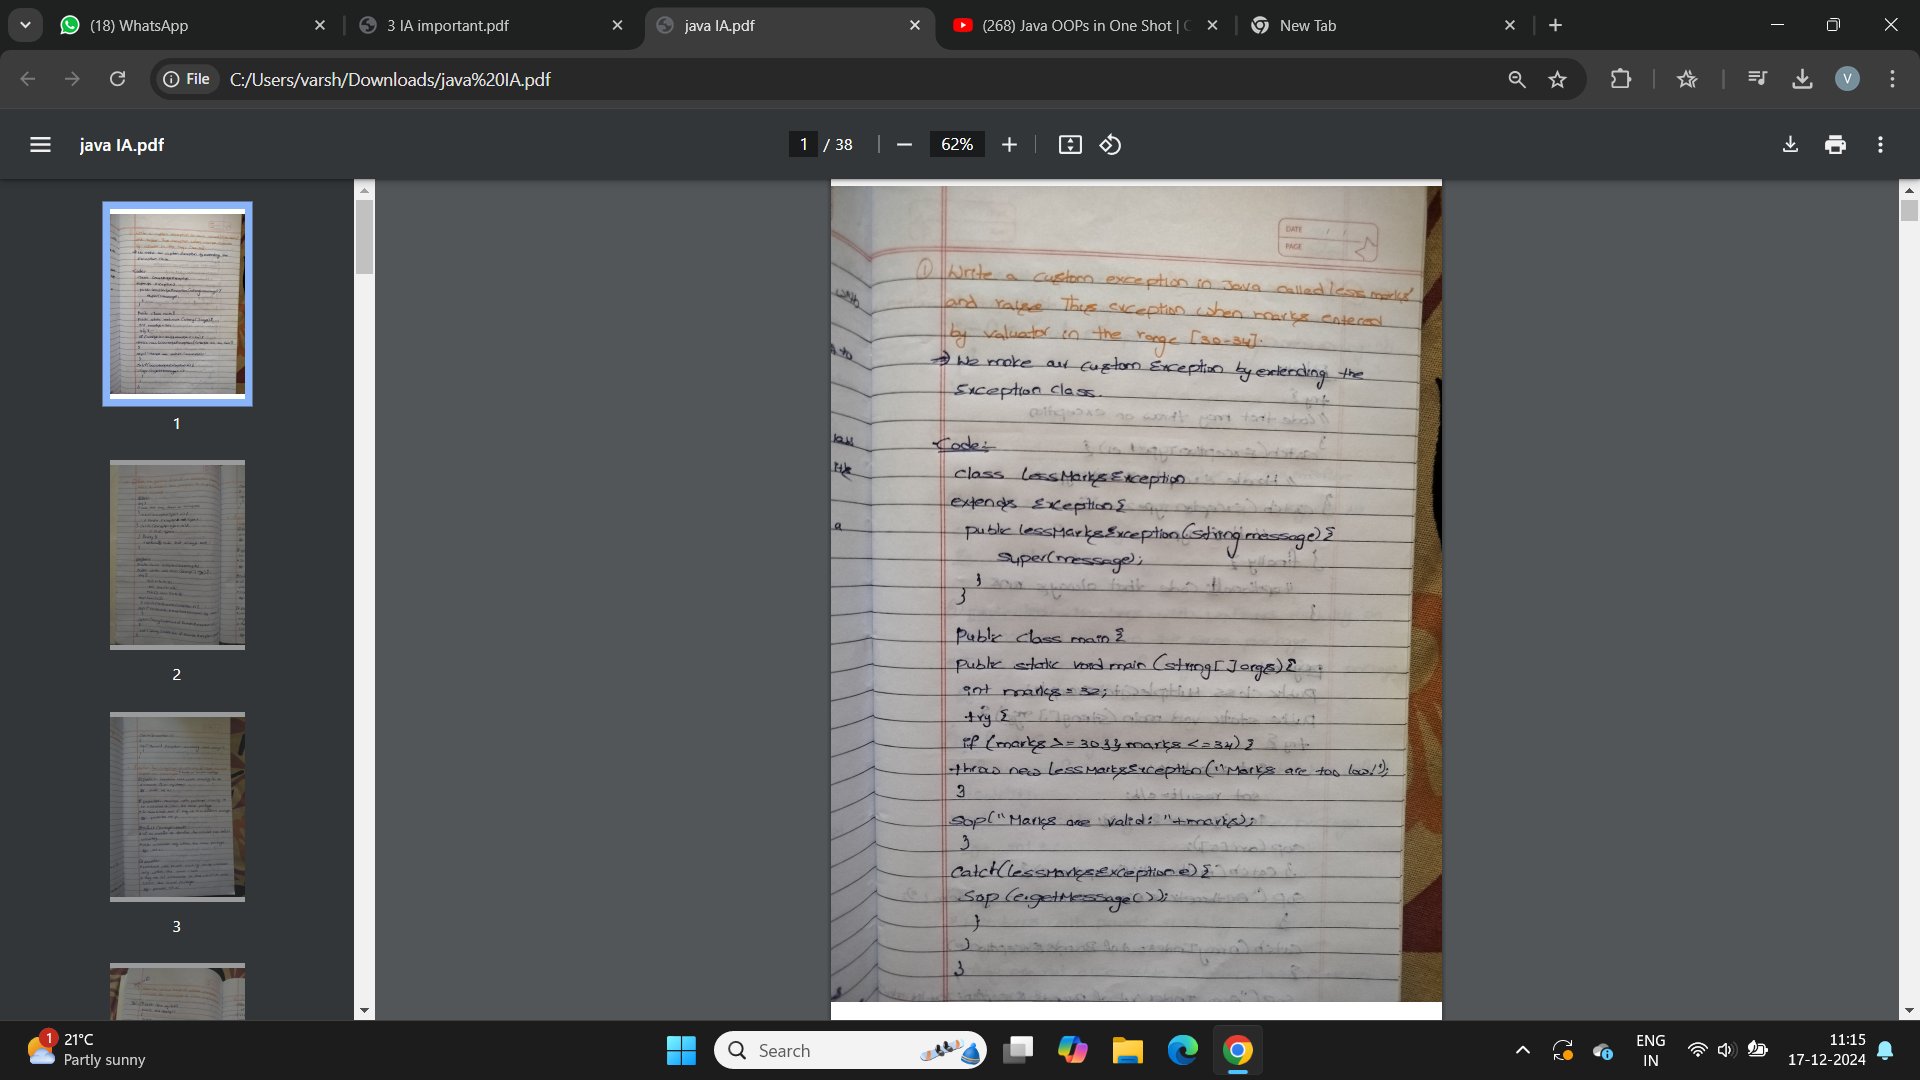 (18) WhatsApp
3 IA important.pdf
java IA.pdf
(268) Java OOPs in One Shot | C
New Tab
File
C:/Users/varsh/Downloads/java%20IA.pdf
V
java IA.pdf
1 / 38
62%
1
2
3
DATE
PAGE
① Write a custom exception in Java called less marks
and raise This exception when marks entered
by valuator in the range [30-34].
→ We make our custom Exception by extending the
Exception class.
Code:-
class lessMarksException
extends Exception{
public lessMarksException(string message){
super(message);
}
}
Public class main{
Public static void main (string[] args){
int marks = 32;
try {
if (marks >= 30 && marks <= 34) {
throw new lessMarksException("Marks are too low!");
}
sop("Marks are valid: "+marks);
}
catch(lessMarksException e){
Sop (e.getMessage());
}
}
}
1
21°C
Partly sunny
Search
ENG
IN
11:15
17-12-2024